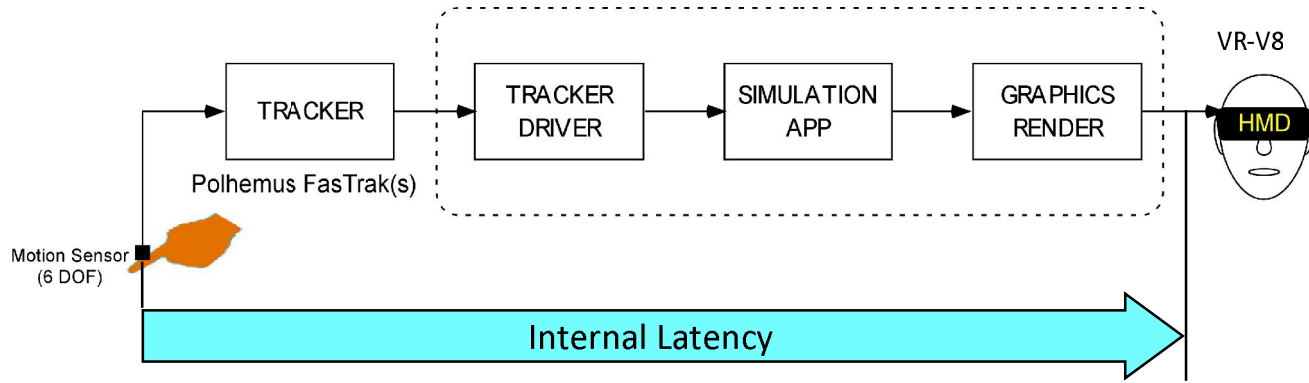 VR-V8
TRACKER
TRACKER
DRIVER
SIMULATION
APP
GRAPHICS
RENDER
HMD
Polhemus FasTrak(s)
Motion Sensor
(6 DOF)
Internal Latency